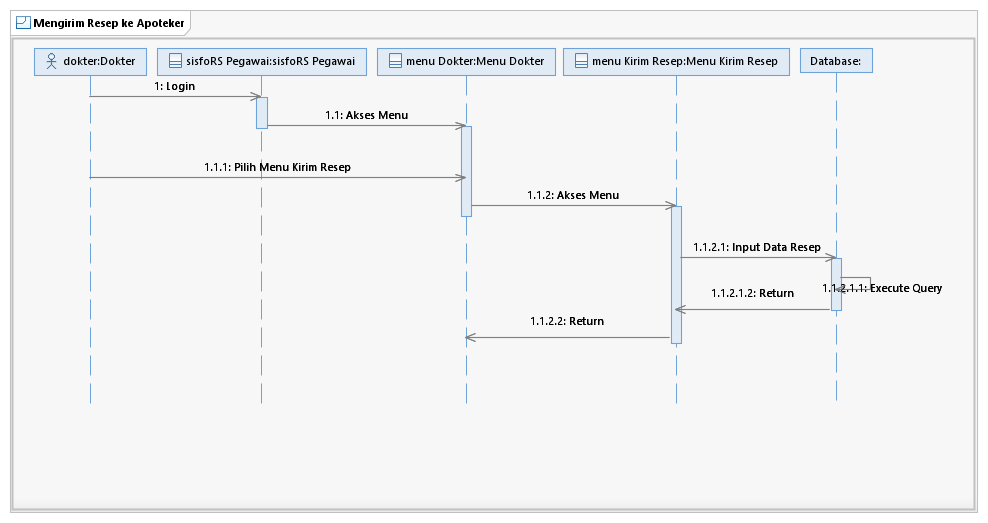 Mengirim Resep ke Apoteker
dokter:Dokter
sisfoRS Pegawai:sisfoRS Pegawai
menu Dokter:Menu Dokter
menu Kirim Resep:Menu Kirim Resep
Database:
1: Login
1.1: Akses Menu
1.1.1: Pilih Menu Kirim Resep
1.1.2: Akses Menu
1.1.2.1: Input Data Resep
1.1.2.1.1: Execute Query
1.1.2.1.2: Return
1.1.2.2: Return